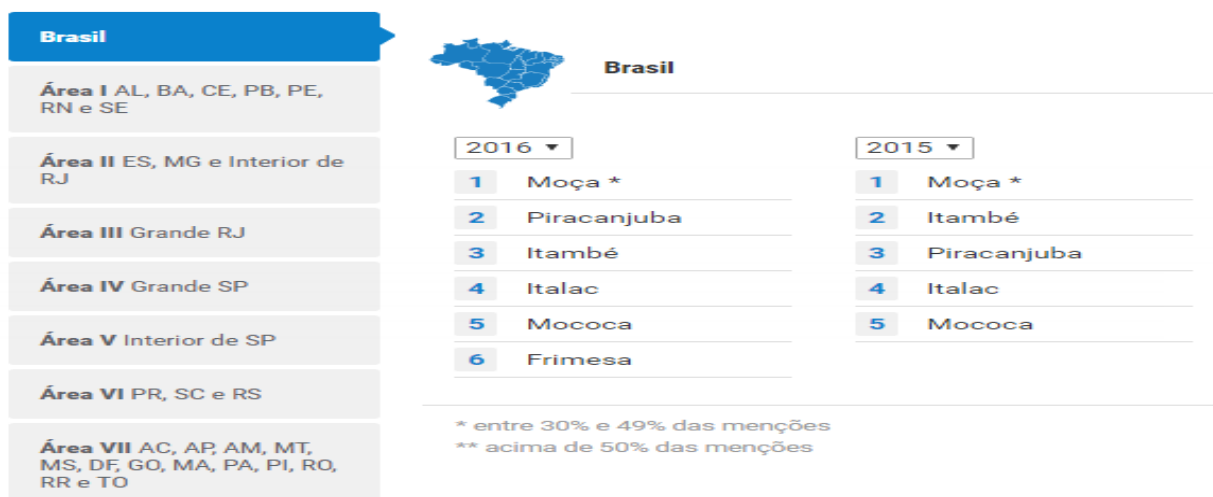 Brasil
Área I AL, BA, CE, PB, PE,
RN e SE
Área II ES, MG e Interior de
RJ
Área III Grande RJ
Área IV Grande SP
Área V Interior de SP
Área VI PR, SC e RS
Área VII AC, AP, AM, MT,
MS, DF, GO, MA, PA, PI, RO,
RR e TO
Brasil
2016
1 Moça *
2 Piracanjuba
3 Itambé
4 Italac
5 Mococa
6 Frimesa
2015
1 Moça *
2 Itambé
3 Piracanjuba
4 Italac
5 Mococa
* entre 30% e 49% das menções
** acima de 50% das menções